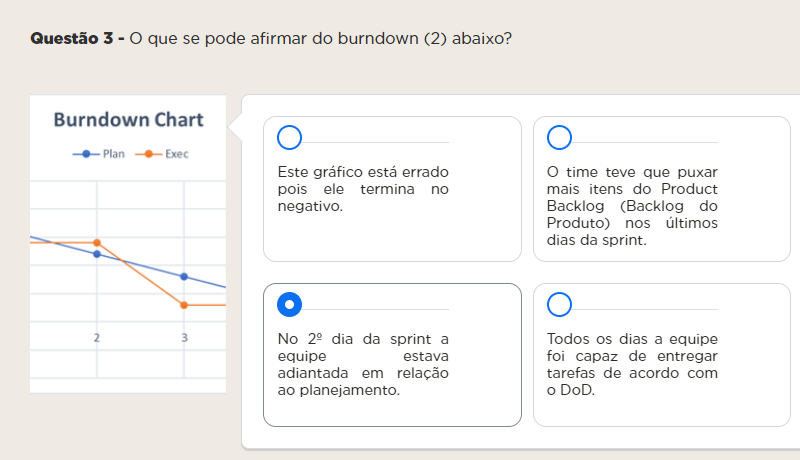 Questão 3 - O que se pode afirmar do burndown (2) abaixo?
Burndown Chart
Plan Exec
2 3
Este gráfico está errado
pois ele termina no
negativo.
O time teve que puxar
mais itens do Product
Backlog (Backlog do
Produto) nos últimos
dias da sprint.
No 2º dia da sprint a
equipe estava
adiantada em relação
ao planejamento.
Todos os dias a equipe
foi capaz de entregar
tarefas de acordo com
o DoD.